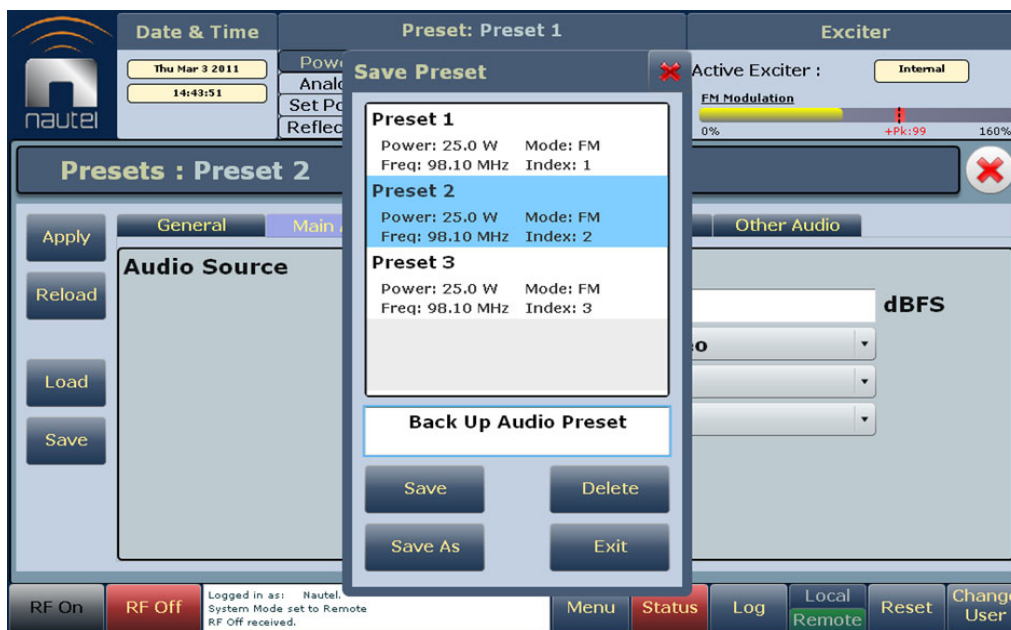 Date & Time
Preset: Preset 1
Exciter
nautel
Thu Mar 3 2011
14:43:51
Active Exciter :
Internal
FM Modulation
0%
+Pk:99
160%
Presets : Preset 2
Apply
Reload
Load
Save
General
Main
Other Audio
Audio Source
dBFS
Save Preset
Preset 1
Power: 25.0 W Mode: FM
Freq: 98.10 MHz Index: 1
Preset 2
Power: 25.0 W Mode: FM
Freq: 98.10 MHz Index: 2
Preset 3
Power: 25.0 W Mode: FM
Freq: 98.10 MHz Index: 3
Back Up Audio Preset
Save
Delete
Save As
Exit
RF On
RF Off
Logged in as: Nautel.
System Mode set to Remote
RF Off received.
Menu
Status
Log
Local
Remote
Reset
Change
User